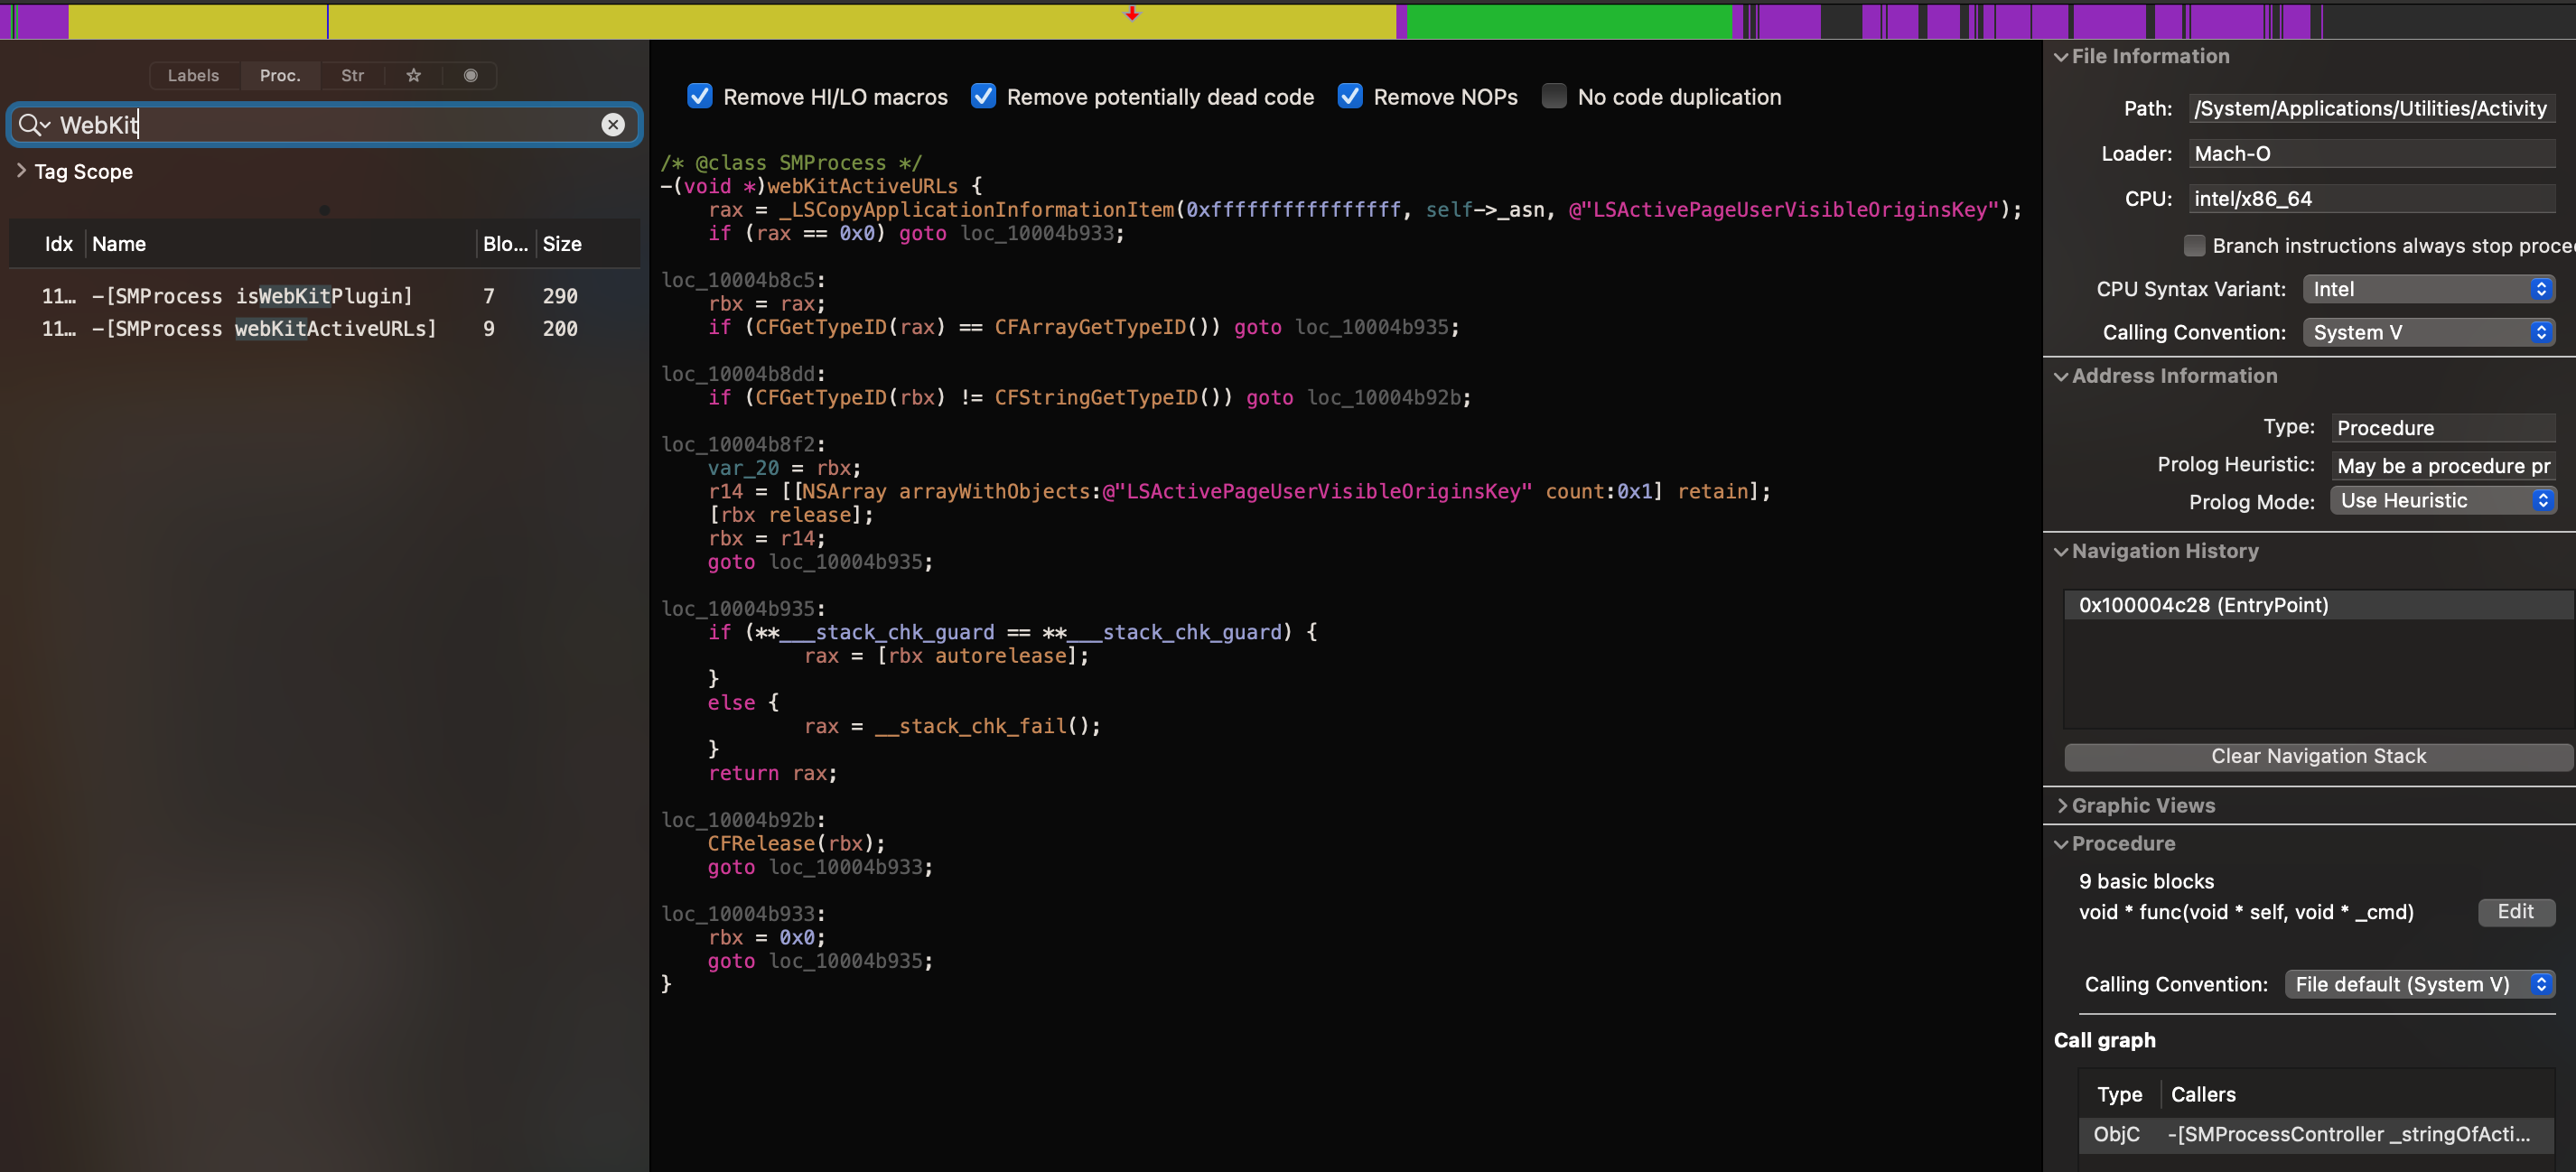 Labels Proc. Str
WebKit
Tag Scope
Idx Name Blo... Size
11... -[SMProcess isWebKitPlugin] 7 290
11... -[SMProcess webKitActiveURLs] 9 200
Remove HI/LO macros Remove potentially dead code Remove NOPs No code duplication
/* @class SMProcess */
-(void *)webKitActiveURLs {
    rax = _LSCopyApplicationInformationItem(0xfffffffffffffffe, self->_asn, @"LSActivePageUserVisibleOriginsKey");
    if (rax == 0x0) goto loc_10004b933;
loc_10004b8c5:
    rbx = rax;
    if (CFGetTypeID(rax) == CFArrayGetTypeID()) goto loc_10004b935;
loc_10004b8dd:
    if (CFGetTypeID(rbx) != CFStringGetTypeID()) goto loc_10004b92b;
loc_10004b8f2:
    var_20 = rbx;
    r14 = [[NSArray arrayWithObjects:@"LSActivePageUserVisibleOriginsKey" count:0x1] retain];
    [rbx release];
    rbx = r14;
    goto loc_10004b935;
loc_10004b935:
    if (**___stack_chk_guard == **___stack_chk_guard) {
            rax = [rbx autorelease];
    }
    else {
            rax = __stack_chk_fail();
    }
    return rax;
loc_10004b92b:
    CFRelease(rbx);
    goto loc_10004b933;
loc_10004b933:
    rbx = 0x0;
    goto loc_10004b935;
}
File Information
Path: /System/Applications/Utilities/Activity
Loader: Mach-O
CPU: intel/x86_64
Branch instructions always stop proce
CPU Syntax Variant: Intel
Calling Convention: System V
Address Information
Type: Procedure
Prolog Heuristic: May be a procedure pr
Prolog Mode: Use Heuristic
Navigation History
0x100004c28 (EntryPoint)
Clear Navigation Stack
Graphic Views
Procedure
9 basic blocks
void * func(void * self, void * _cmd) Edit
Calling Convention: File default (System V)
Call graph
Type Callers
ObjC -[SMProcessController _stringOfActi...